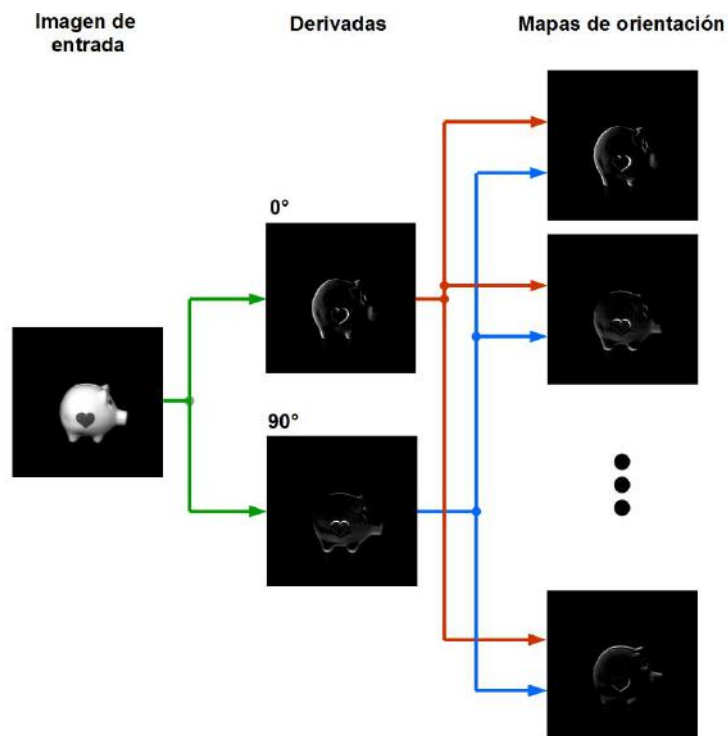 Imagen de
entrada
Derivadas
Mapas de orientación
0°
90°